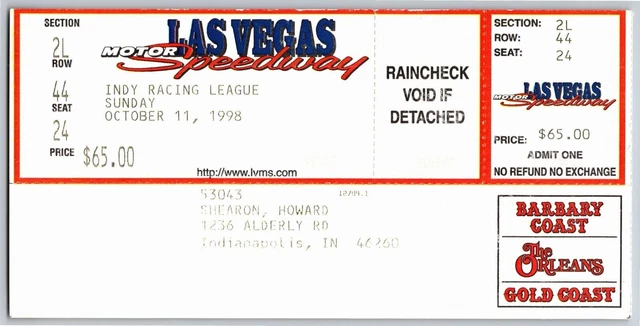 SECTION
2L
ROW
44
SEAT
24
PRICE $65.00
LAS VEGAS
MOTOR Speedway
INDY RACING LEAGUE
SUNDAY
OCTOBER 11, 1998
http://www.lvms.com
RAINCHECK
VOID IF
DETACHED
SECTION: 2L
ROW: 44
SEAT: 24
LAS VEGAS
MOTOR Speedway
PRICE: $65.00
ADMIT ONE
NO REFUND NO EXCHANGE
53043
SHEARON, HOWARD
1236 ALDERLY RD
Indianapolis, IN 46260
BARBARY
COAST
The
ORLEANS
GOLD COAST